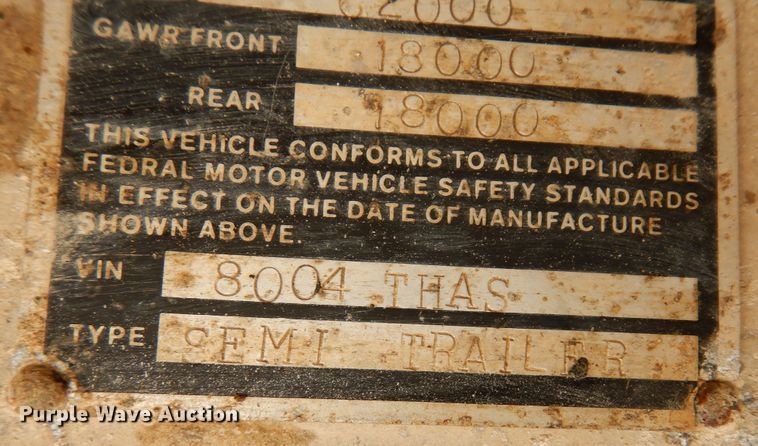 GAWR FRONT 18000
REAR 18000
THIS VEHICLE CONFORMS TO ALL APPLICABLE
FEDRAL MOTOR VEHICLE SAFETY STANDARDS
IN EFFECT ON THE DATE OF MANUFACTURE
SHOWN ABOVE.
VIN 8004 THAS
TYPE SEMI TRAILER
Purple Wave Auction